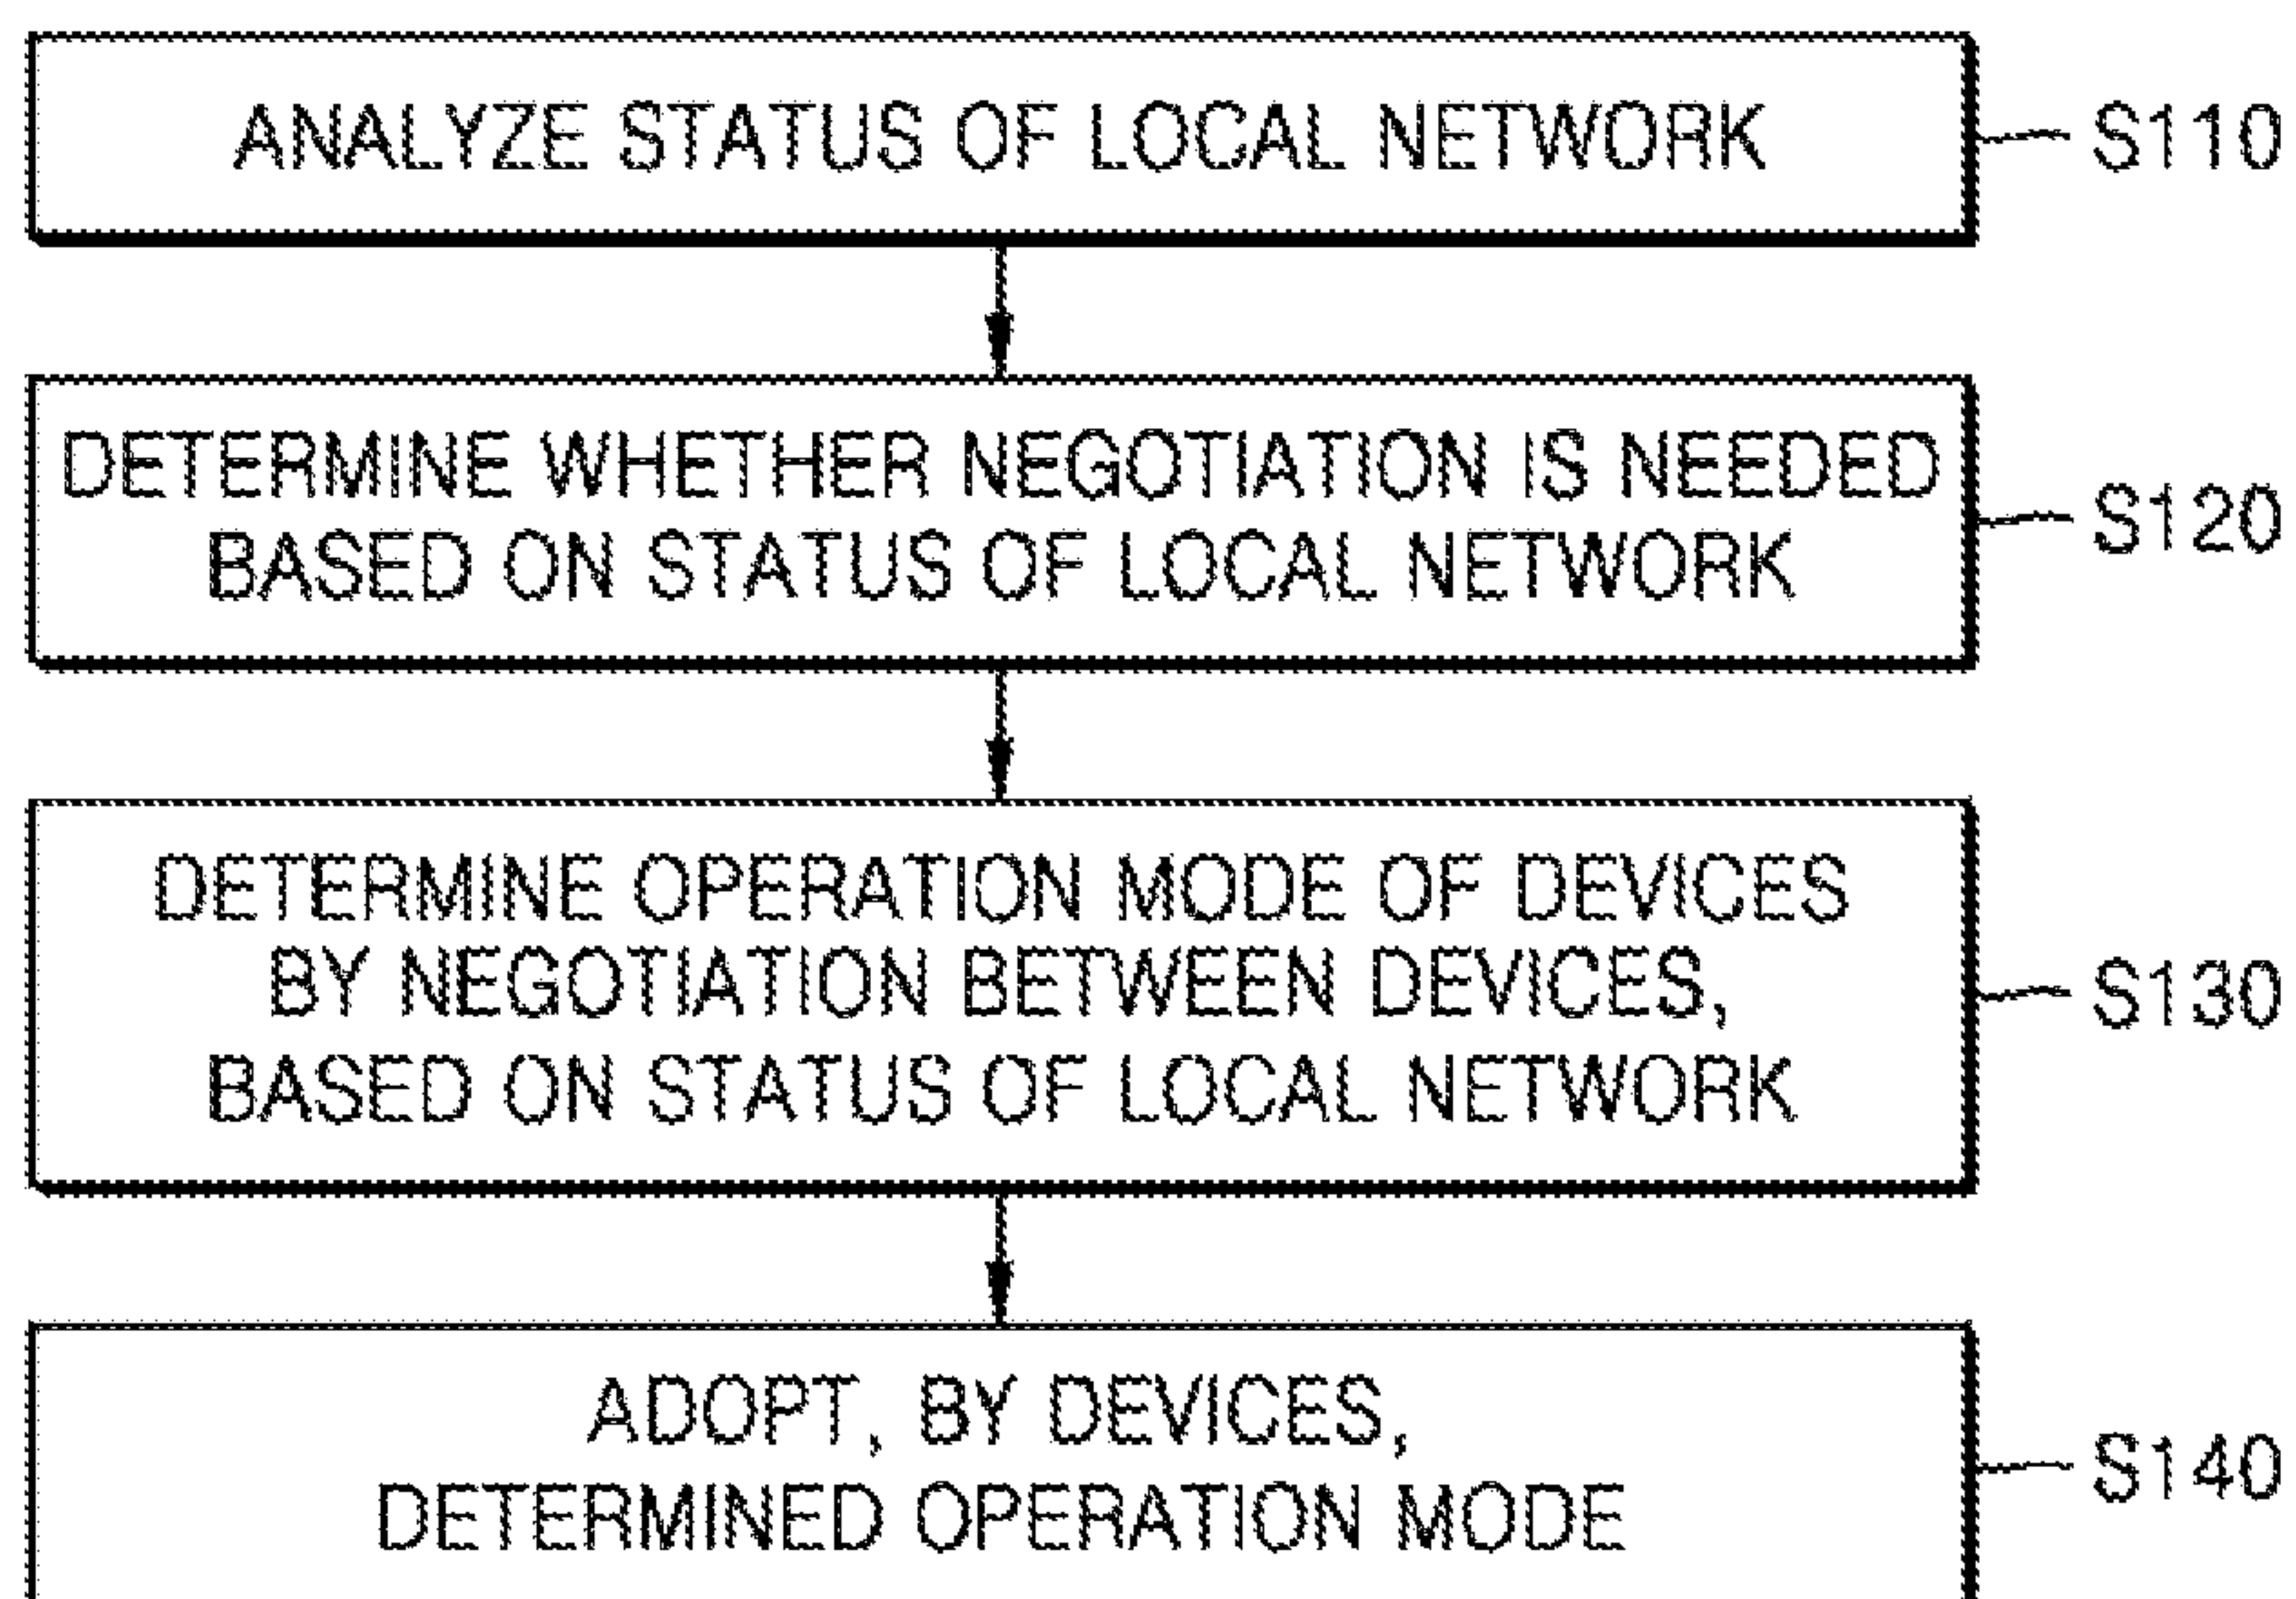 ANALYZE STATUS OF LOCAL NETWORK
S110
DETERMINE WHETHER NEGOTIATION IS NEEDED
BASED ON STATUS OF LOCAL NETWORK
S120
DETERMINE OPERATION MODE OF DEVICES
BY NEGOTIATION BETWEEN DEVICES,
BASED ON STATUS OF LOCAL NETWORK
S130
ADOPT, BY DEVICES,
DETERMINED OPERATION MODE
S140